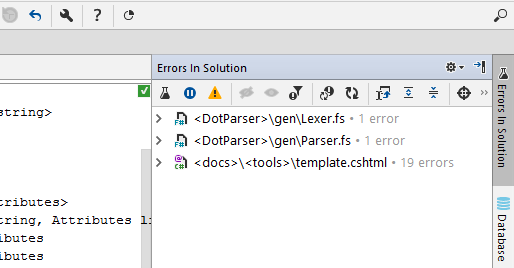 ?
Errors In Solution
string>
<DotParser>\gen\Lexer.fs • 1 error
<DotParser>\gen\Parser.fs • 1 error
<docs>\<tools>\template.cshtml • 19 errors
tributes>
tring, Attributes li
ibutes
ibutes
Errors In Solution
Database